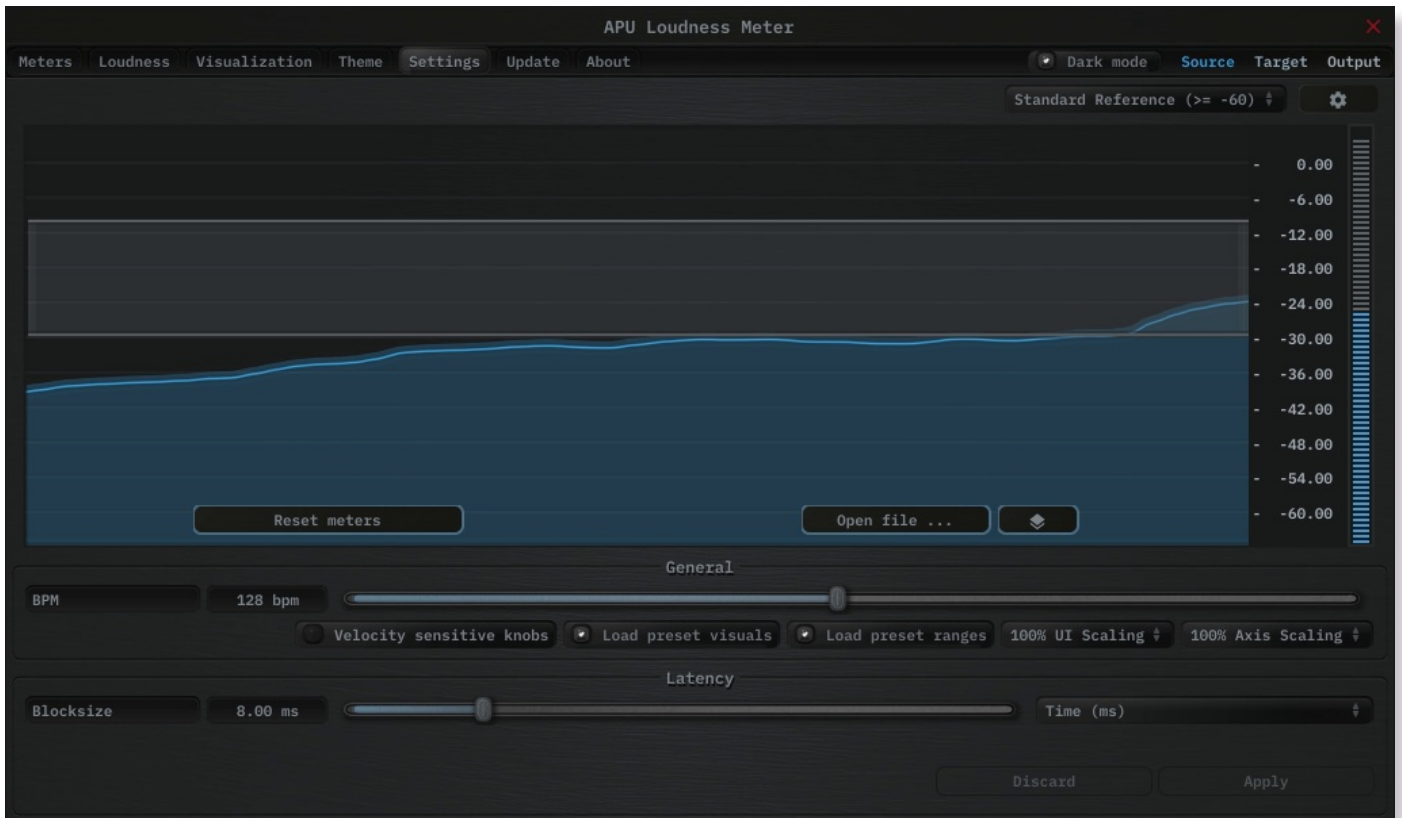 APU Loudness Meter
Meters Loudness Visualization Theme Settings Update About Dark mode Source Target Output
Standard Reference (>= -60)
- 0.00
- -6.00
- -12.00
- -18.00
- -24.00
- -30.00
- -36.00
- -42.00
- -48.00
- -54.00
- -60.00
Reset meters Open file ...
General
BPM 128 bpm
Velocity sensitive knobs Load preset visuals Load preset ranges 100% UI Scaling 100% Axis Scaling
Latency
Blocksize 8.00 ms Time (ms)
Discard Apply